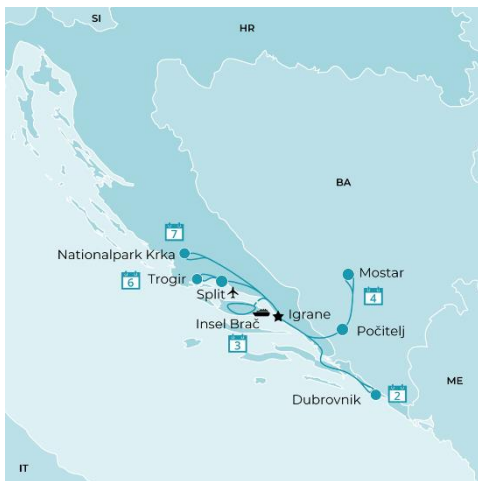 SI
HR
BA
7
Nationalpark Krka
6
Trogir
Mostar
Split
4
Insel Brač
Igrane
Počitelj
3
ME
Dubrovnik
2
IT